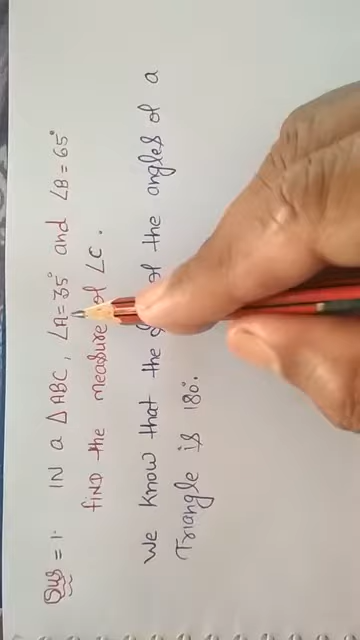 Qus = 1. IN a △ ABC, ∠A = 35° and ∠B = 65°
fiND the measure of ∠C.
We know that the of the angles of a
Triangle is 180°.